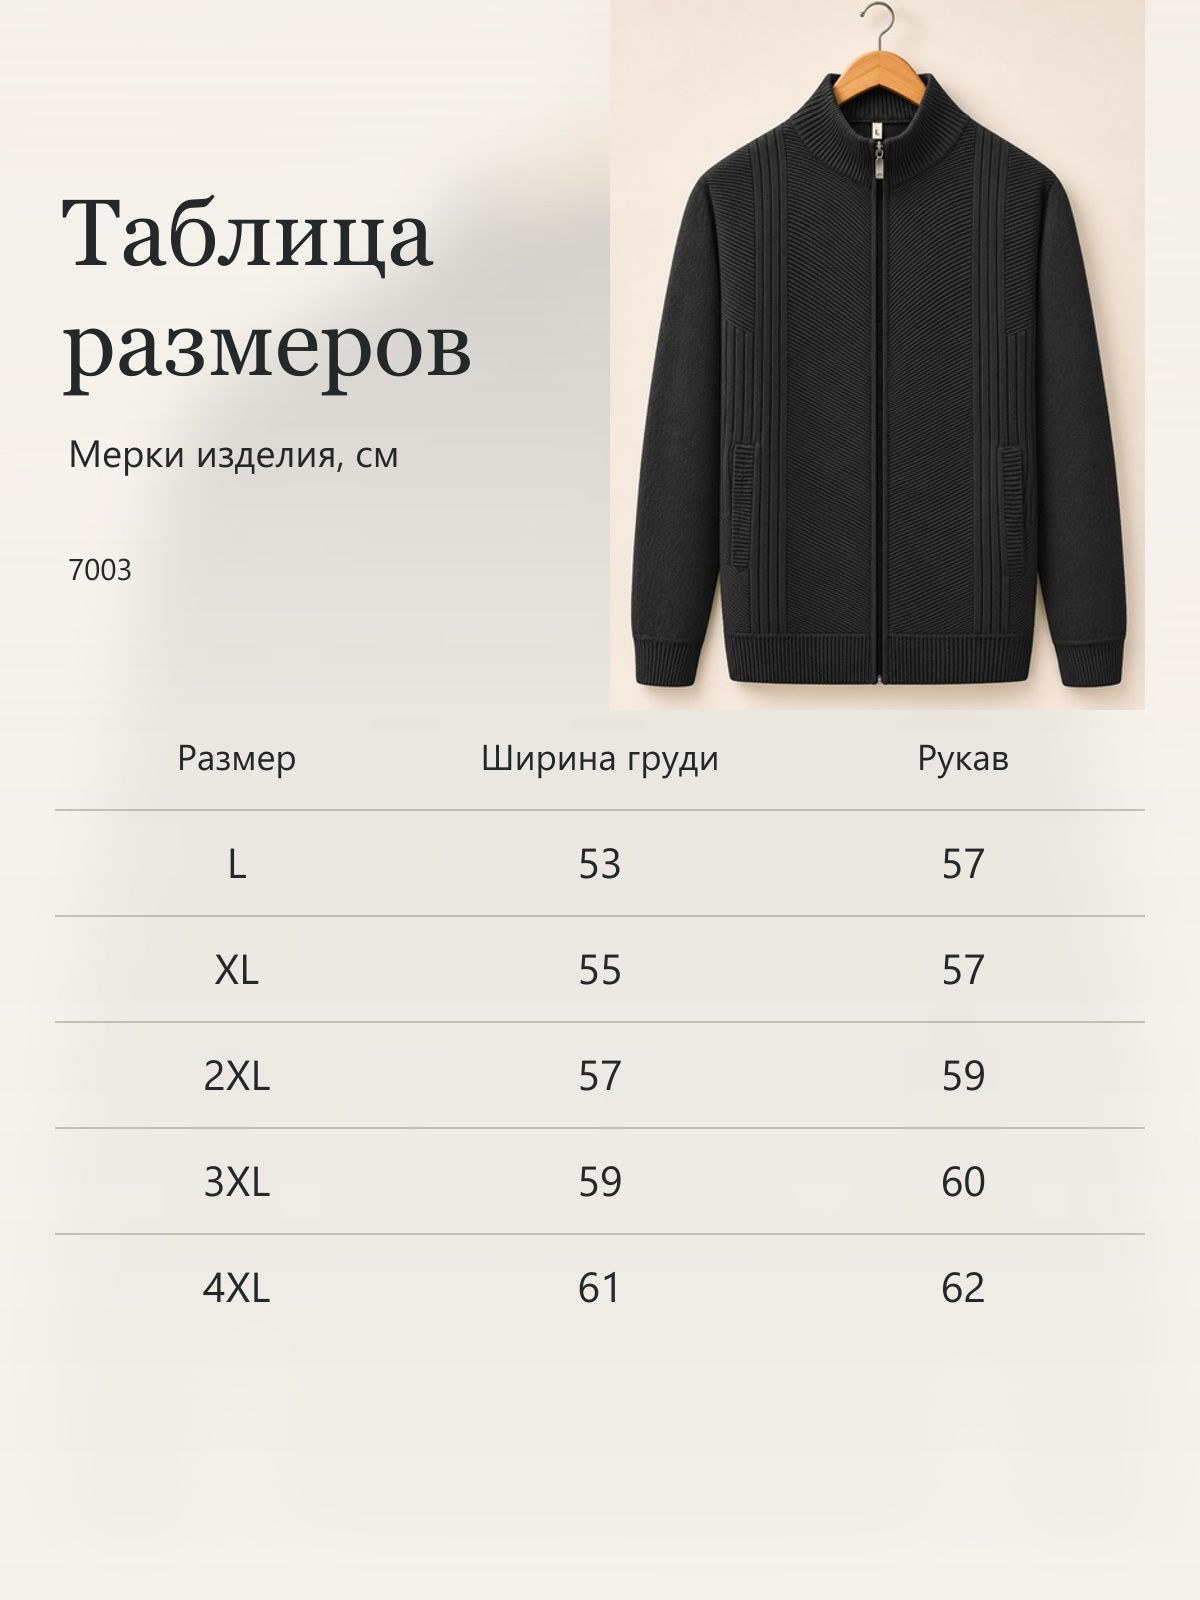 L
Таблица
размеров
Мерки изделия, см
7003
Размер Ширина груди Рукав
L 53 57
XL 55 57
2XL 57 59
3XL 59 60
4XL 61 62